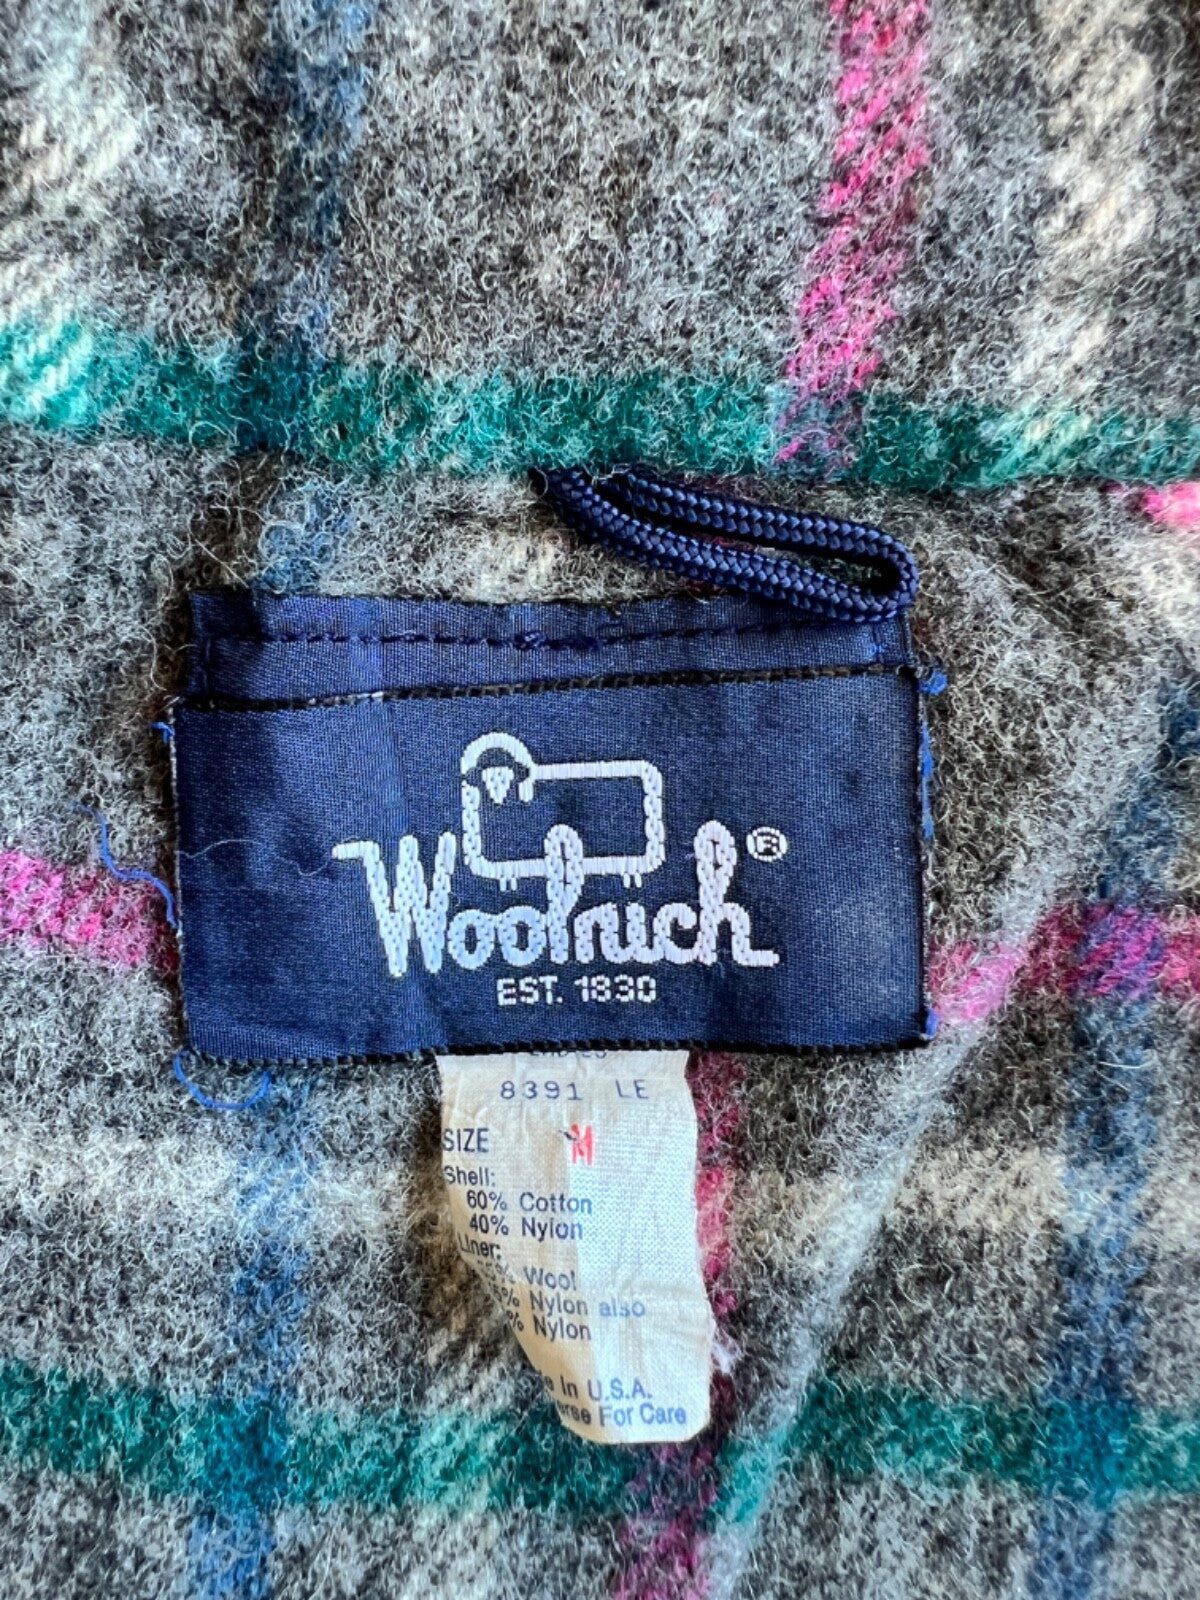 Woolrich®
EST. 1830
8391 LE
SIZE M
Shell:
60% Cotton
40% Nylon
Liner:
% Wool
% Nylon also
% Nylon
In U.S.A.
For Care